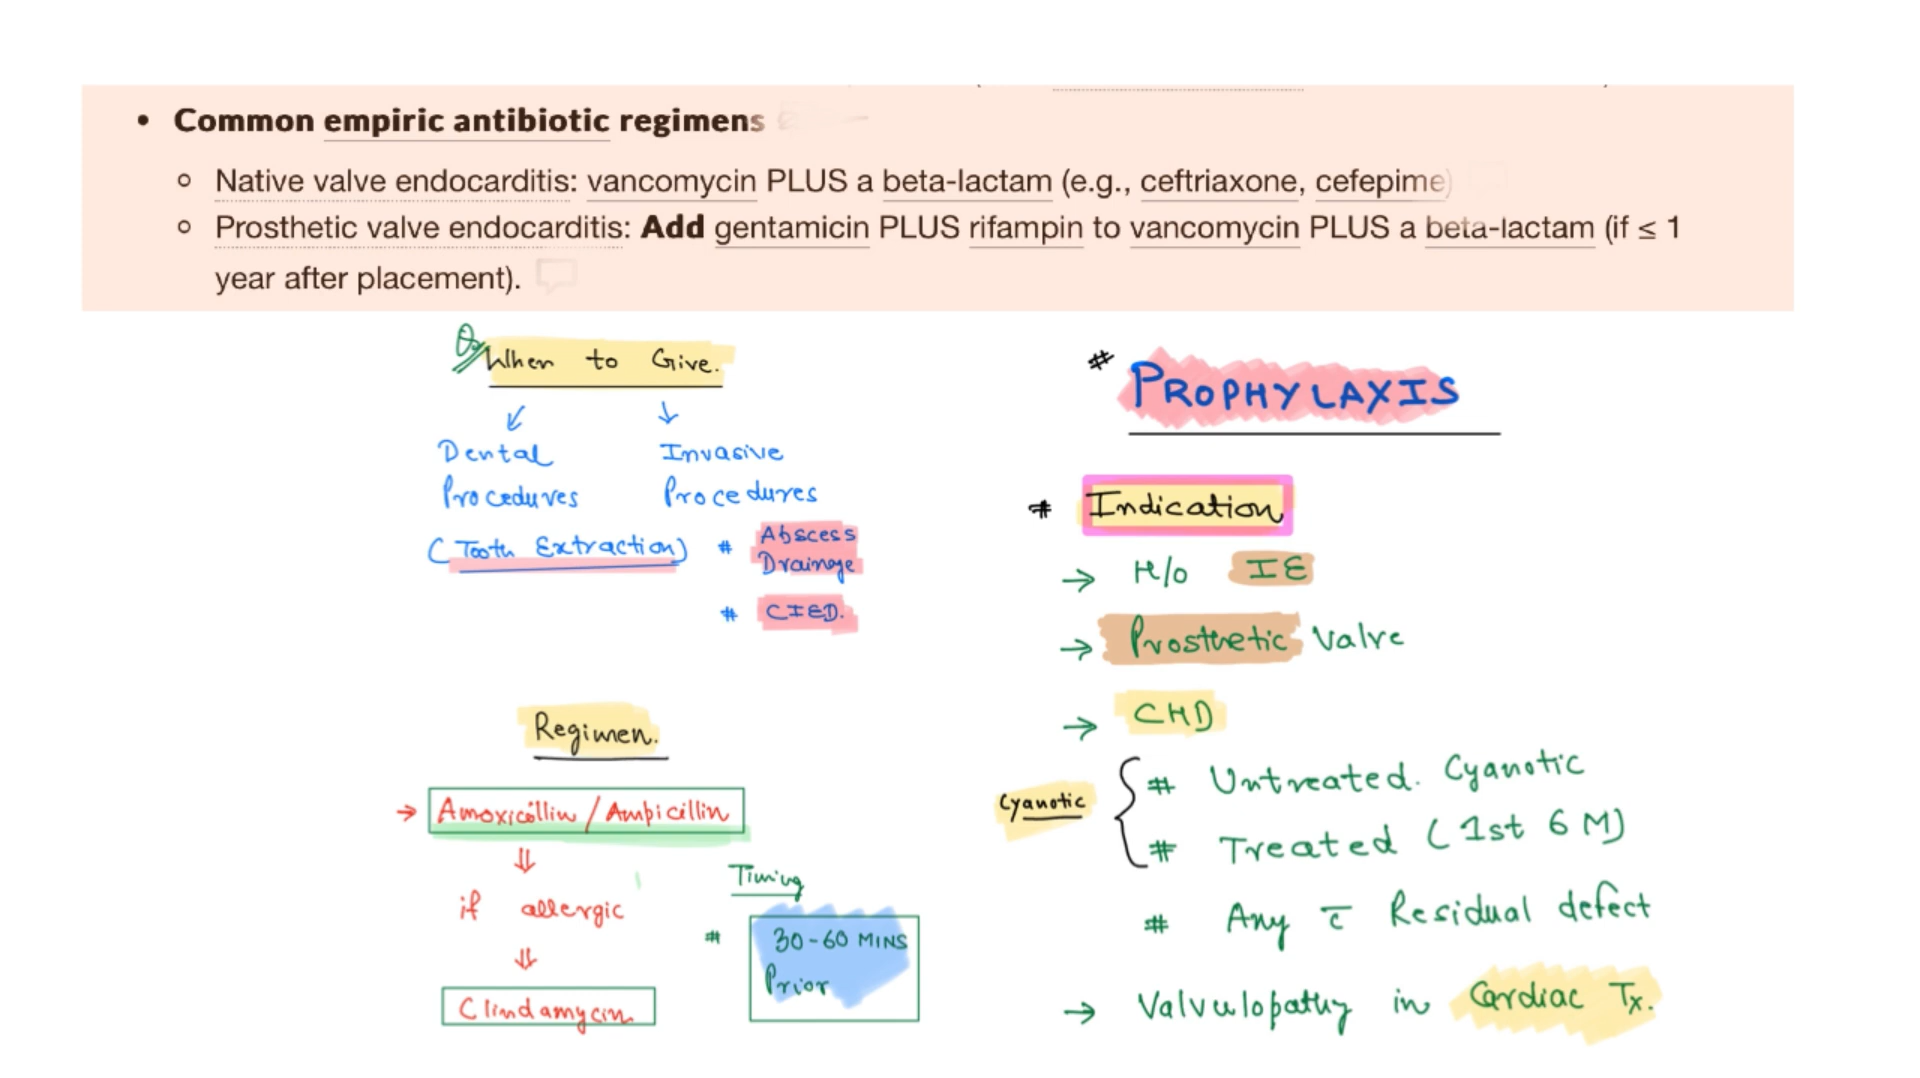 • Common empiric antibiotic regimens
○ Native valve endocarditis: vancomycin PLUS a beta-lactam (e.g., ceftriaxone, cefepime)
○ Prosthetic valve endocarditis: Add gentamicin PLUS rifampin to vancomycin PLUS a beta-lactam (if ≤ 1
year after placement).
Q. When to Give.
↙ ↓
Dental
Procedures
(Tooth Extraction)
Invasive
Procedures
# Abscess
Drainage
# CIED.
Regimen.
→ Amoxicillin / Ampicillin
⇓
if allergic
⇓
Clindamycin
Timing
# 30-60 MINS
Prior
# PROPHYLAXIS
* Indication
→ H/o IE
→ Prosthetic Valve
→ CHD
Cyanotic
# Untreated. Cyanotic
# Treated (1st 6 M)
# Any c̅ Residual defect
→ Valvulopathy in Cardiac Tx.